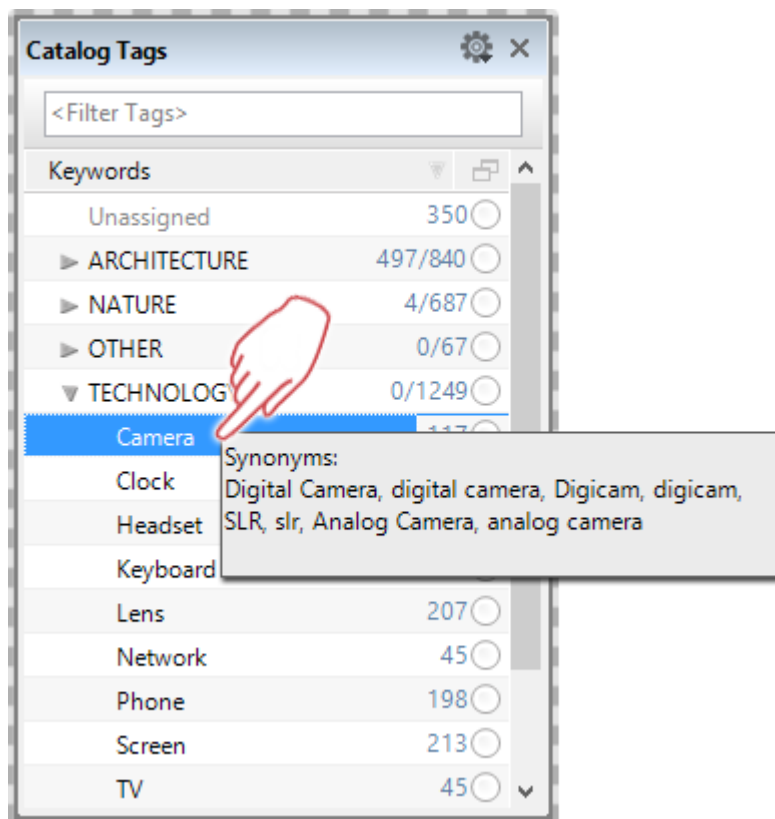 Catalog Tags
<Filter Tags>
Keywords
Unassigned 350
ARCHITECTURE 497/840
NATURE 4/687
OTHER 0/67
TECHNOLOG 0/1249
Camera
Synonyms:
Digital Camera, digital camera, Digicam, digicam,
SLR, slr, Analog Camera, analog camera
Clock
Headset
Keyboard
Lens 207
Network 45
Phone 198
Screen 213
TV 45